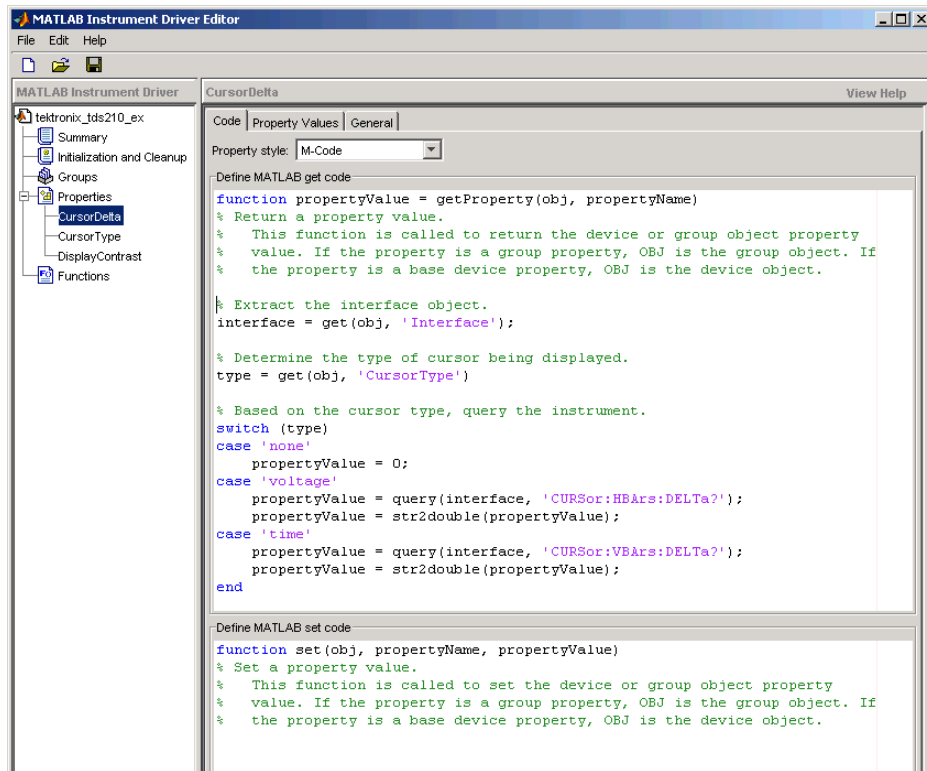 MATLAB Instrument Driver Editor
File Edit Help
MATLAB Instrument Driver
tektronix_tds210_ex
Summary
Initialization and Cleanup
Groups
Properties
CursorDelta
CursorType
DisplayContrast
Functions
CursorDelta View Help
Code Property Values General
Property style: M-Code
Define MATLAB get code
function propertyValue = getProperty(obj, propertyName)
% Return a property value.
%   This function is called to return the device or group object property
%   value. If the property is a group property, OBJ is the group object. If
%   the property is a base device property, OBJ is the device object.
% Extract the interface object.
interface = get(obj, 'Interface');
% Determine the type of cursor being displayed.
type = get(obj, 'CursorType')
% Based on the cursor type, query the instrument.
switch (type)
case 'none'
    propertyValue = 0;
case 'voltage'
    propertyValue = query(interface, 'CURSor:HBArs:DELTa?');
    propertyValue = str2double(propertyValue);
case 'time'
    propertyValue = query(interface, 'CURSor:VBArs:DELTa?');
    propertyValue = str2double(propertyValue);
end
Define MATLAB set code
function set(obj, propertyName, propertyValue)
% Set a property value.
%   This function is called to set the device or group object property
%   value. If the property is a group property, OBJ is the group object. If
%   the property is a base device property, OBJ is the device object.